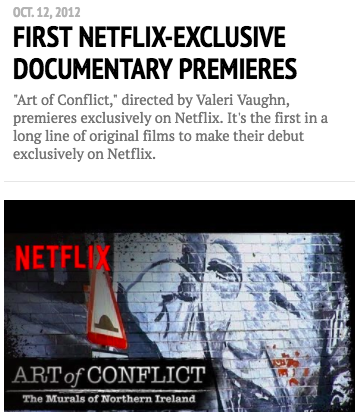 OCT. 12, 2012
FIRST NETFLIX-EXCLUSIVE
DOCUMENTARY PREMIERES
"Art of Conflict," directed by Valeri Vaughn,
premieres exclusively on Netflix. It's the first in a
long line of original films to make their debut
exclusively on Netflix.
NETFLIX
ART of CONFLICT
The Murals of Northern Ireland